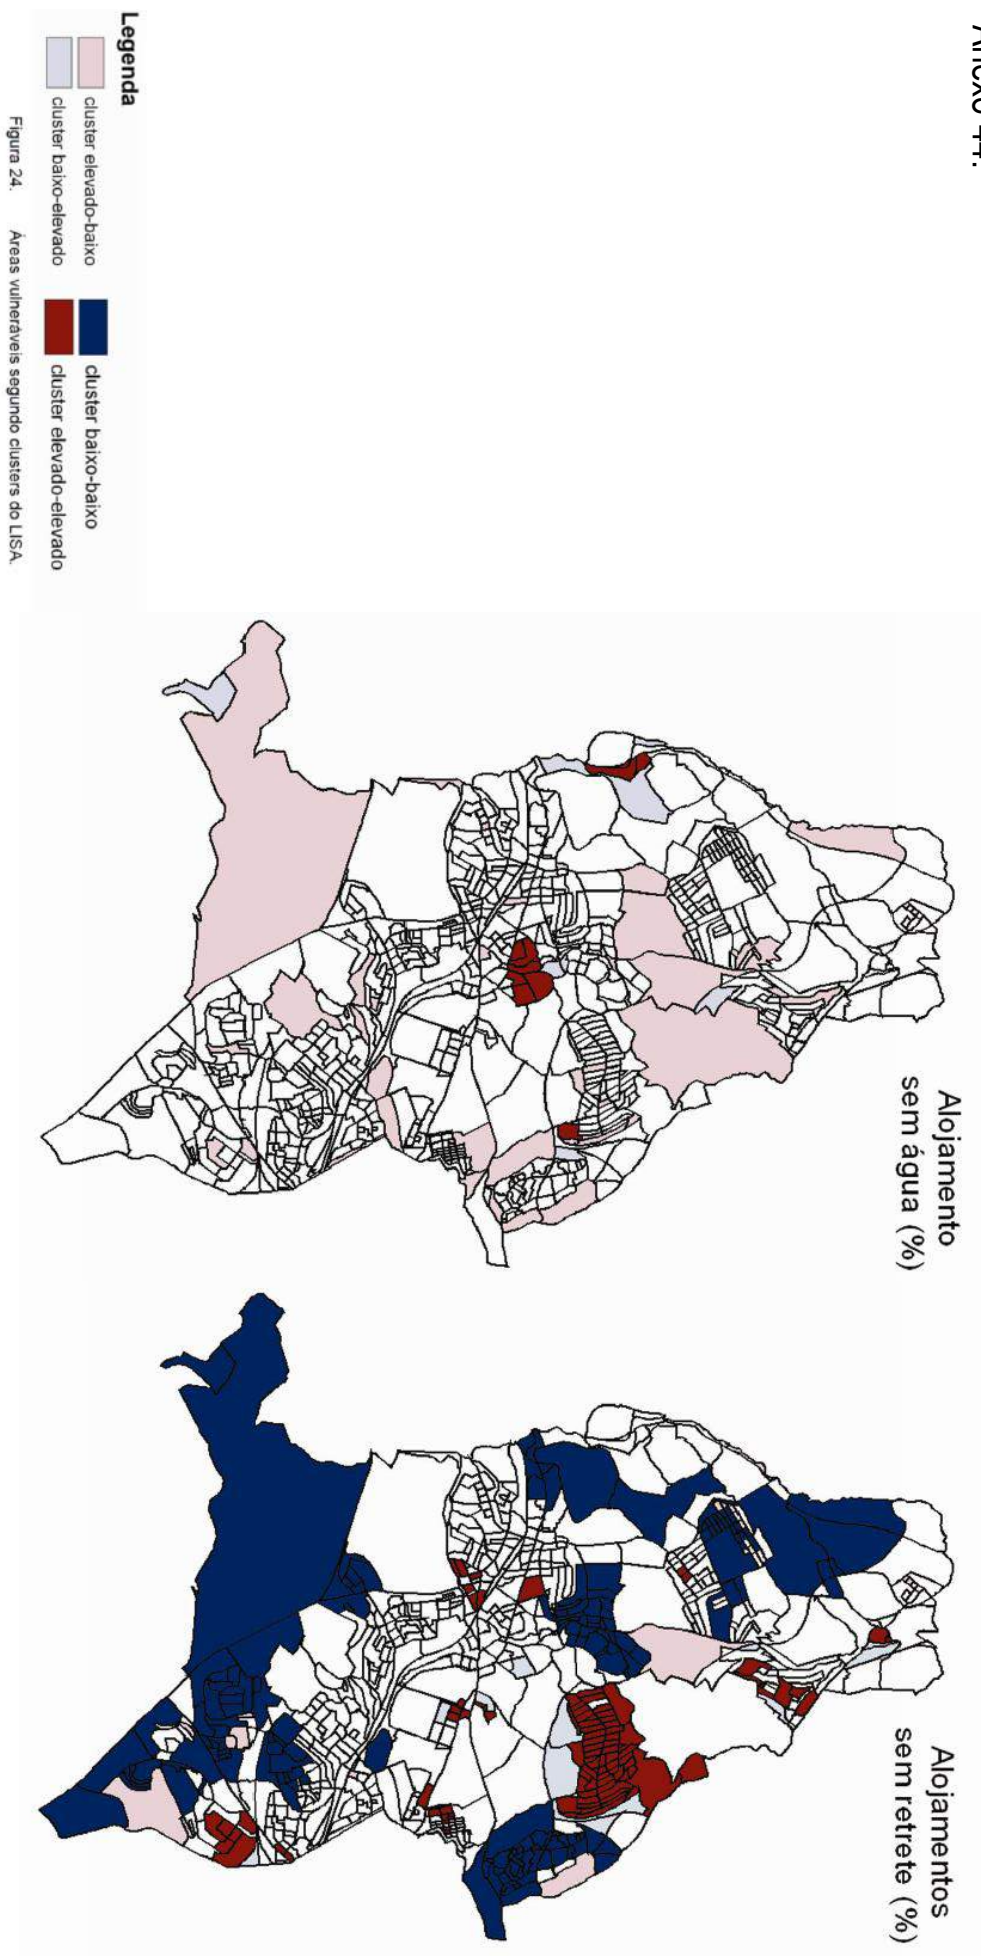 Anexo 44.
Alojamento
sem água (%)
Alojamentos
sem retrete (%)
Legenda
cluster elevado-baixo
cluster baixo-baixo
cluster baixo-elevado
cluster elevado-elevado
Figura 24. Áreas vulneráveis segundo clusters do LISA.